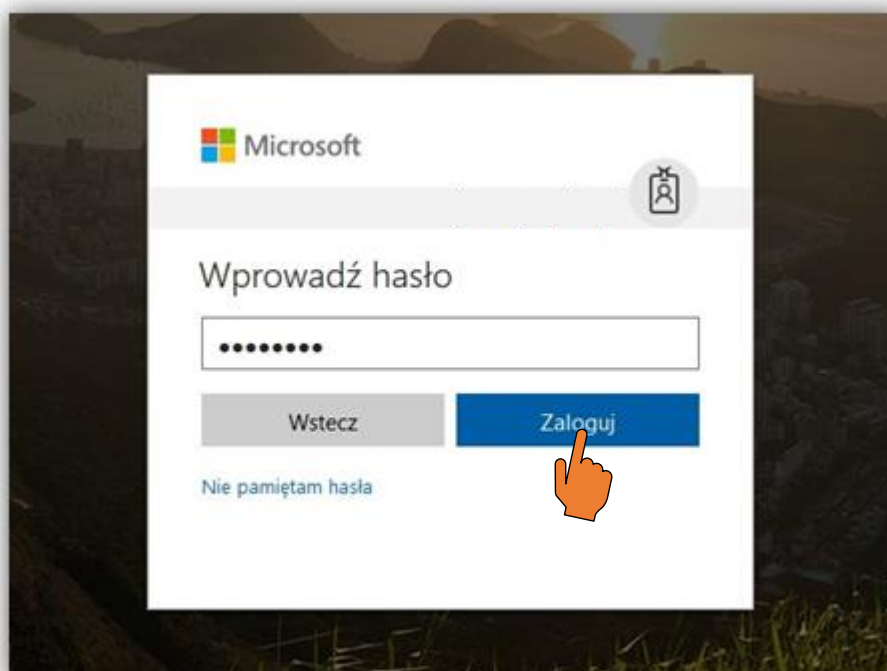 Microsoft
Wprowadź hasło
••••••••
Wstecz
Zaloguj
Nie pamiętam hasła